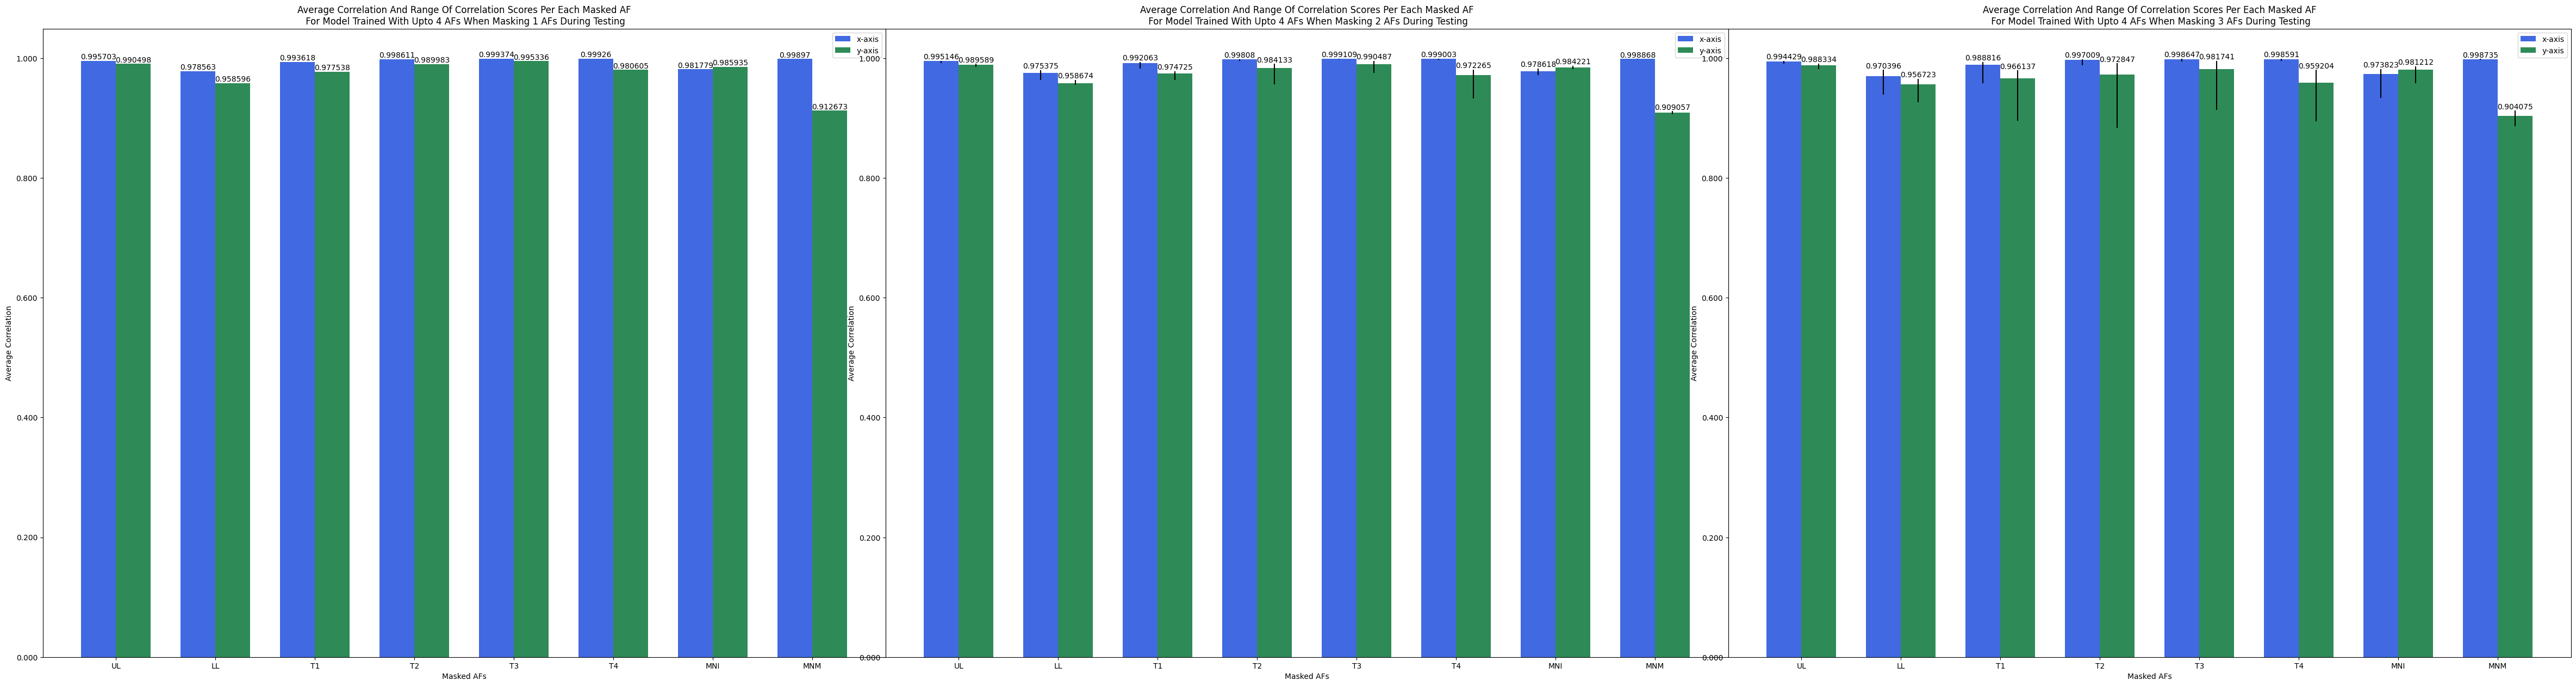 Average Correlation And Range Of Correlation Scores Per Each Masked AF
For Model Trained With Upto 4 AFs When Masking 1 AFs During Testing
x-axis
y-axis
0.995703
0.990498
0.978563
0.958596
0.993618
0.977538
0.998611
0.989983
0.999374
0.995336
0.99926
0.980605
0.981779
0.985935
0.99897
0.912673
1.000
0.800
0.600
0.400
0.200
0.000
Average Correlation
UL
LL
T1
T2
T3
T4
MNI
MNM
Masked AFs
Average Correlation And Range Of Correlation Scores Per Each Masked AF
For Model Trained With Upto 4 AFs When Masking 2 AFs During Testing
x-axis
y-axis
0.995146
0.989589
0.975375
0.958674
0.992063
0.974725
0.99808
0.984133
0.999109
0.990487
0.999003
0.972265
0.978618
0.984221
0.998868
0.909057
1.000
0.800
0.600
0.400
0.200
0.000
Average Correlation
UL
LL
T1
T2
T3
T4
MNI
MNM
Masked AFs
Average Correlation And Range Of Correlation Scores Per Each Masked AF
For Model Trained With Upto 4 AFs When Masking 3 AFs During Testing
x-axis
y-axis
0.994429
0.988334
0.970396
0.956723
0.988816
0.966137
0.997009
0.972847
0.998647
0.981741
0.998591
0.959204
0.973823
0.981212
0.998735
0.904075
1.000
0.800
0.600
0.400
0.200
0.000
Average Correlation
UL
LL
T1
T2
T3
T4
MNI
MNM
Masked AFs